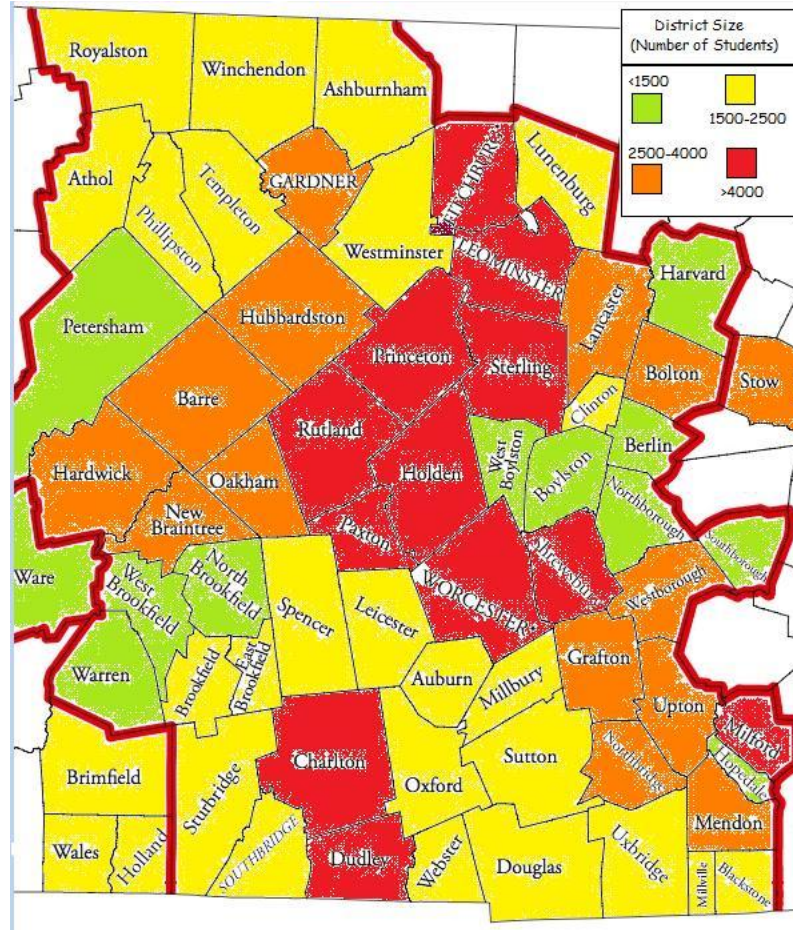 District Size
(Number of Students)
<1500
1500-2500
2500-4000
>4000
Royalston
Winchendon
Ashburnham
Athol
Phillipston
Templeton
GARDNER
Westminster
FITCHBURG
Lunenburg
LEOMINSTER
Harvard
Petersham
Hubbardston
Lancaster
Princeton
Sterling
Bolton
Stow
Barre
Clinton
Rutland
Holden
West
Boylston
Boylston
Berlin
Hardwick
Oakham
New
Braintree
Paxton
Northborough
Southborough
Ware
West
Brookfield
North
Brookfield
Spencer
Leicester
WORCESTER
Shrewsbury
Westborough
Warren
Brookfield
East
Brookfield
Auburn
Millbury
Grafton
Upton
Milford
Hopedale
Brimfield
Sturbridge
Charlton
Oxford
Sutton
Northbridge
Mendon
Wales
Holland
SOUTHBRIDGE
Dudley
Webster
Douglas
Uxbridge
Millville
Blackstone